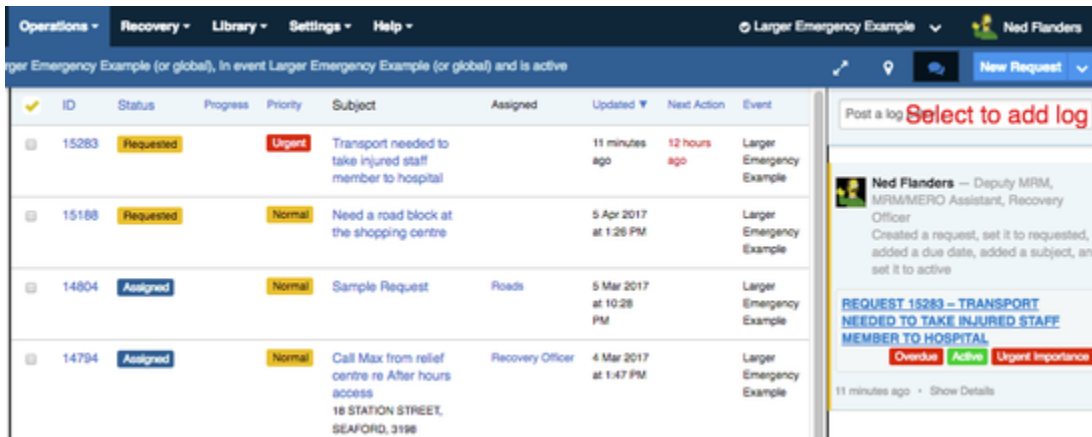 Operations Recovery Library Settings Help Larger Emergency Example Ned Flanders
rger Emergency Example (or global), In event Larger Emergency Example (or global) and is active New Request
ID Status Progress Priority Subject Assigned Updated ▼ Next Action Event
15283 Requested Urgent Transport needed to 11 minutes 12 hours Larger
take injured staff ago ago Emergency
member to hospital Example
15188 Requested Normal Need a road block at 5 Apr 2017 Larger
the shopping centre at 1:26 PM Emergency
Example
14804 Assigned Normal Sample Request Roads 5 Mar 2017 Larger
at 10:28 Emergency
PM Example
14794 Assigned Normal Call Max from relief Recovery Officer 4 Mar 2017 Larger
centre re After hours at 1:47 PM Emergency
access Example
18 STATION STREET,
SEAFORD, 3198
Post a log Select to add log
Ned Flanders — Deputy MRM,
MRM/MERO Assistant, Recovery
Officer
Created a request, set it to requested,
added a due date, added a subject, an
set it to active
REQUEST 15283 – TRANSPORT
NEEDED TO TAKE INJURED STAFF
MEMBER TO HOSPITAL
Overdue Active Urgent Importance
11 minutes ago • Show Details